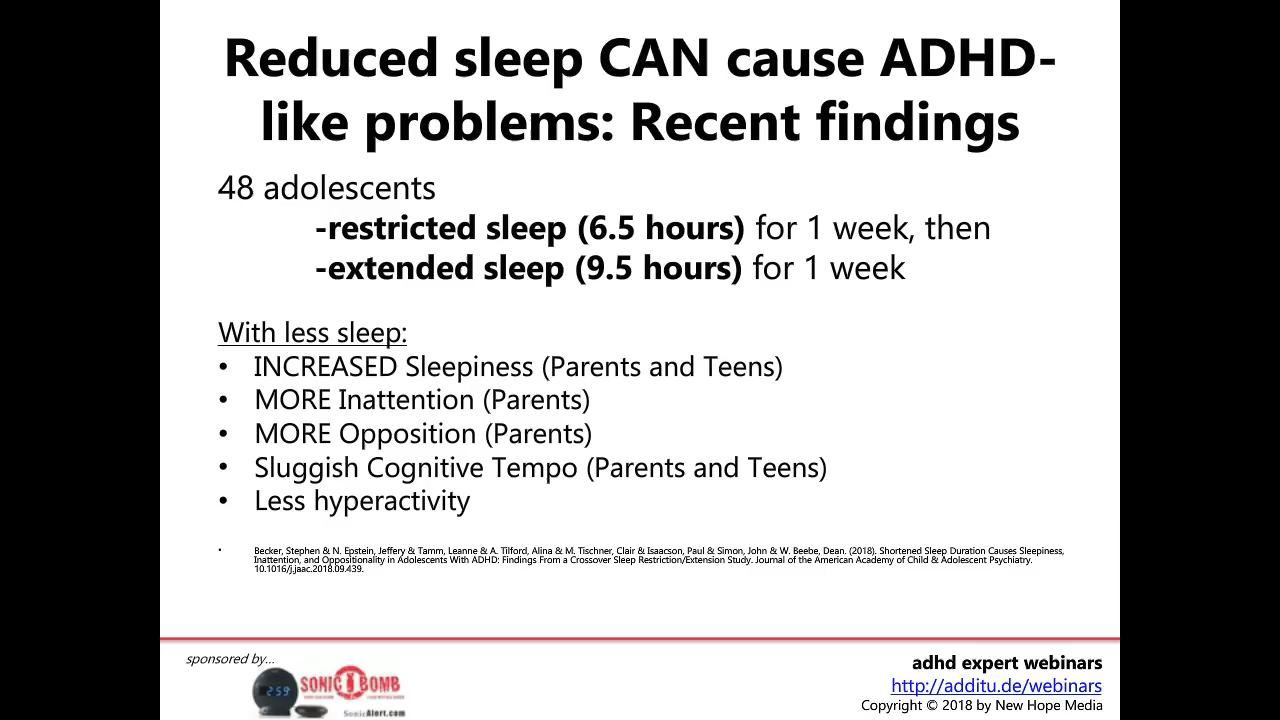 Reduced sleep CAN cause ADHD-
like problems: Recent findings
48 adolescents
-restricted sleep (6.5 hours) for 1 week, then
-extended sleep (9.5 hours) for 1 week
With less sleep:
• INCREASED Sleepiness (Parents and Teens)
• MORE Inattention (Parents)
• MORE Opposition (Parents)
• Sluggish Cognitive Tempo (Parents and Teens)
• Less hyperactivity
• Becker, Stephen & N. Epstein, Jeffery & Tamm, Leanne & A. Tilford, Alina & M. Tischner, Clair & Isaacson, Paul & Simon, John & W. Beebe, Dean. (2018). Shortened Sleep Duration Causes Sleepiness,
Inattention, and Oppositionality in Adolescents With ADHD: Findings From a Crossover Sleep Restriction/Extension Study. Journal of the American Academy of Child & Adolescent Psychiatry.
10.1016/j.jaac.2018.09.439.
sponsored by...
2:59
SONIC BOMB
SonicAlert.com
adhd expert webinars
http://additu.de/webinars
Copyright © 2018 by New Hope Media